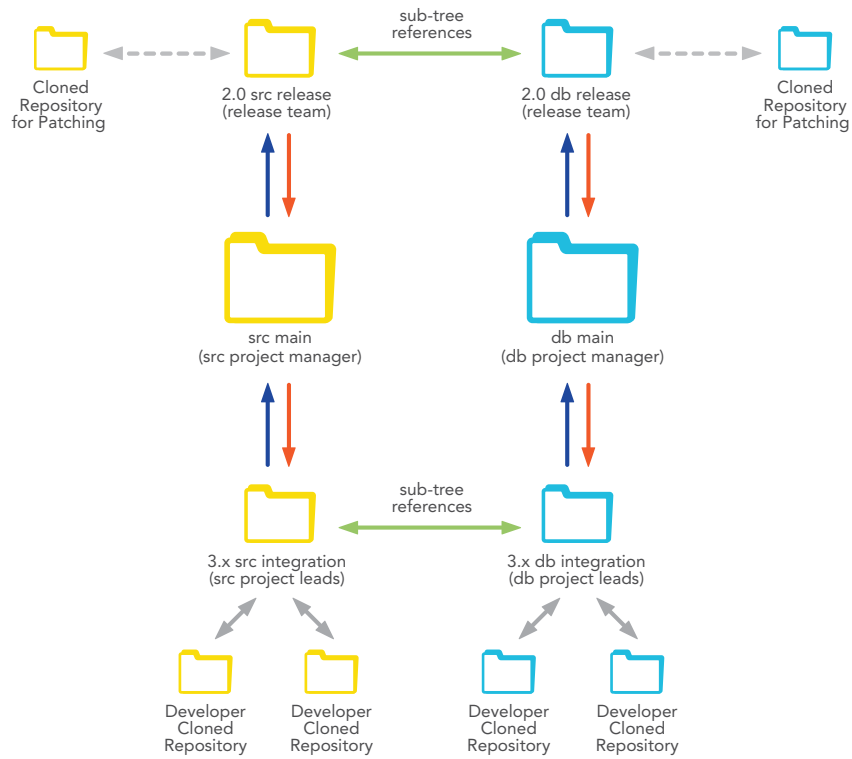 sub-tree
references
Cloned
Repository
for Patching
2.0 src release
(release team)
2.0 db release
(release team)
Cloned
Repository
for Patching
src main
(src project manager)
db main
(db project manager)
sub-tree
references
3.x src integration
(src project leads)
3.x db integration
(db project leads)
Developer
Cloned
Repository
Developer
Cloned
Repository
Developer
Cloned
Repository
Developer
Cloned
Repository